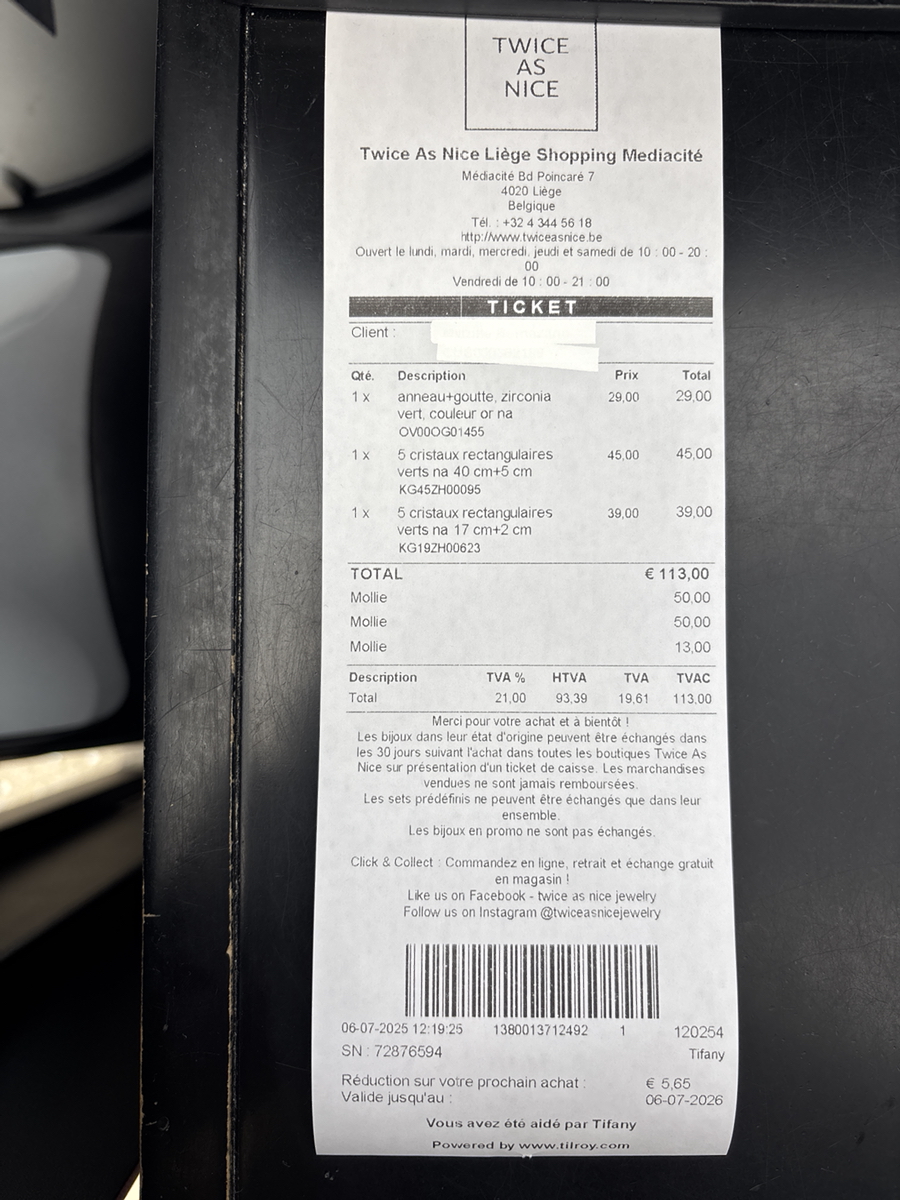 TWICE
AS
NICE
Twice As Nice Liège Shopping Mediacité
Médiacité Bd Poincaré 7
4020 Liège
Belgique
Tél. : +32 4 344 56 18
http://www.twiceasnice.be
Ouvert le lundi, mardi, mercredi, jeudi et samedi de 10 : 00 - 20 :
00
Vendredi de 10 : 00 - 21 : 00
TICKET
Client :
Qté. Description Prix Total
1 x anneau+goutte, zirconia 29,00 29,00
vert, couleur or na
OV00OG01455
1 x 5 cristaux rectangulaires 45,00 45,00
verts na 40 cm+5 cm
KG45ZH00095
1 x 5 cristaux rectangulaires 39,00 39,00
verts na 17 cm+2 cm
KG19ZH00623
TOTAL € 113,00
Mollie 50,00
Mollie 50,00
Mollie 13,00
Description TVA % HTVA TVA TVAC
Total 21,00 93,39 19,61 113,00
Merci pour votre achat et à bientôt !
Les bijoux dans leur état d'origine peuvent être échangés dans
les 30 jours suivant l'achat dans toutes les boutiques Twice As
Nice sur présentation d'un ticket de caisse. Les marchandises
vendues ne sont jamais remboursées.
Les sets prédéfinis ne peuvent être échangés que dans leur
ensemble.
Les bijoux en promo ne sont pas échangés.
Click & Collect : Commandez en ligne, retrait et échange gratuit
en magasin !
Like us on Facebook - twice as nice jewelry
Follow us on Instagram @twiceasnicejewelry
06-07-2025 12:19:25 1380013712492 1 120254
SN : 72876594 Tifany
Réduction sur votre prochain achat : € 5,65
Valide jusqu'au : 06-07-2026
Vous avez été aidé par Tifany
Powered by www.tilroy.com